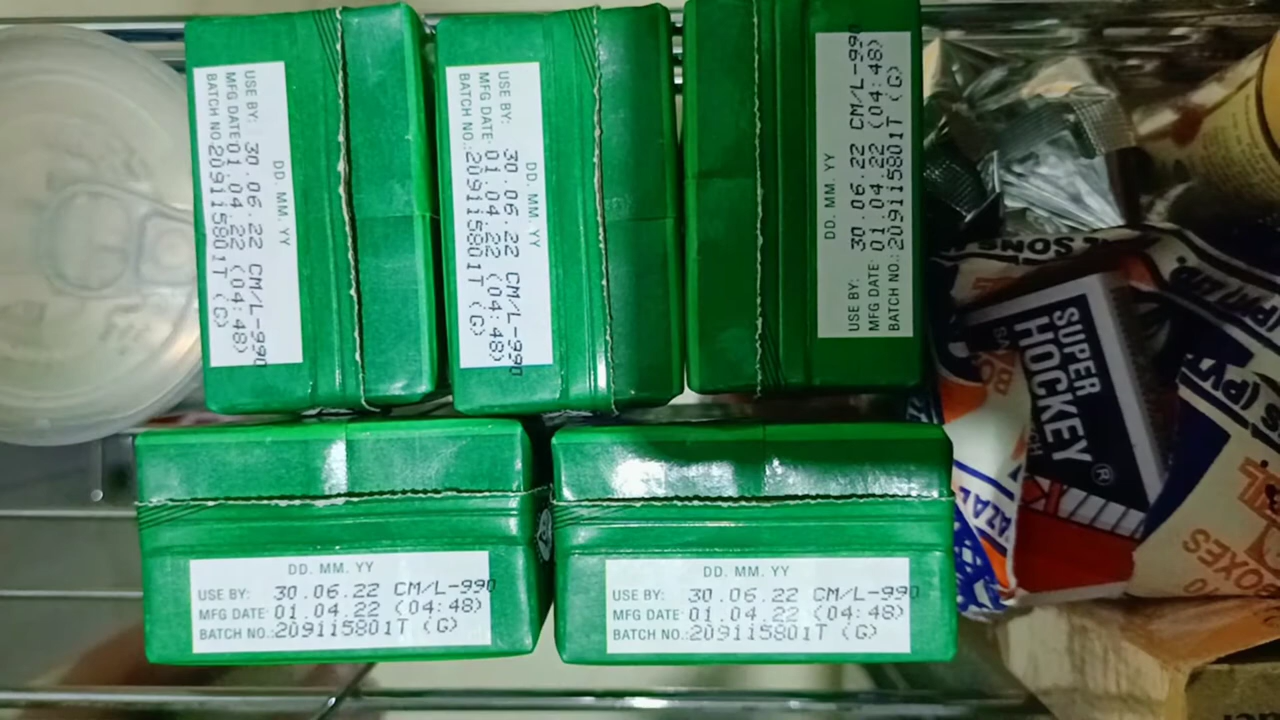 DD. MM. YY
USE BY: 30.06.22 CM/L-990
MFG DATE: 01.04.22 (04:48)
BATCH NO.:209115801T (G)
DD. MM. YY
USE BY: 30.06.22 CM/L-990
MFG DATE: 01.04.22 (04:48)
BATCH NO.:209115801T (G)
DD. MM. YY
USE BY: 30.06.22 CM/L-990
MFG DATE: 01.04.22 (04:48)
BATCH NO.:209115801T (G)
SONS
SUPER
HOCKEY
®
AZAD
BOXES
DD. MM. YY
USE BY: 30.06.22 CM/L-990
MFG DATE: 01.04.22 (04:48)
BATCH NO.:209115801T (G)
DD. MM. YY
USE BY: 30.06.22 CM/L-990
MFG DATE: 01.04.22 (04:48)
BATCH NO.:209115801T (G)